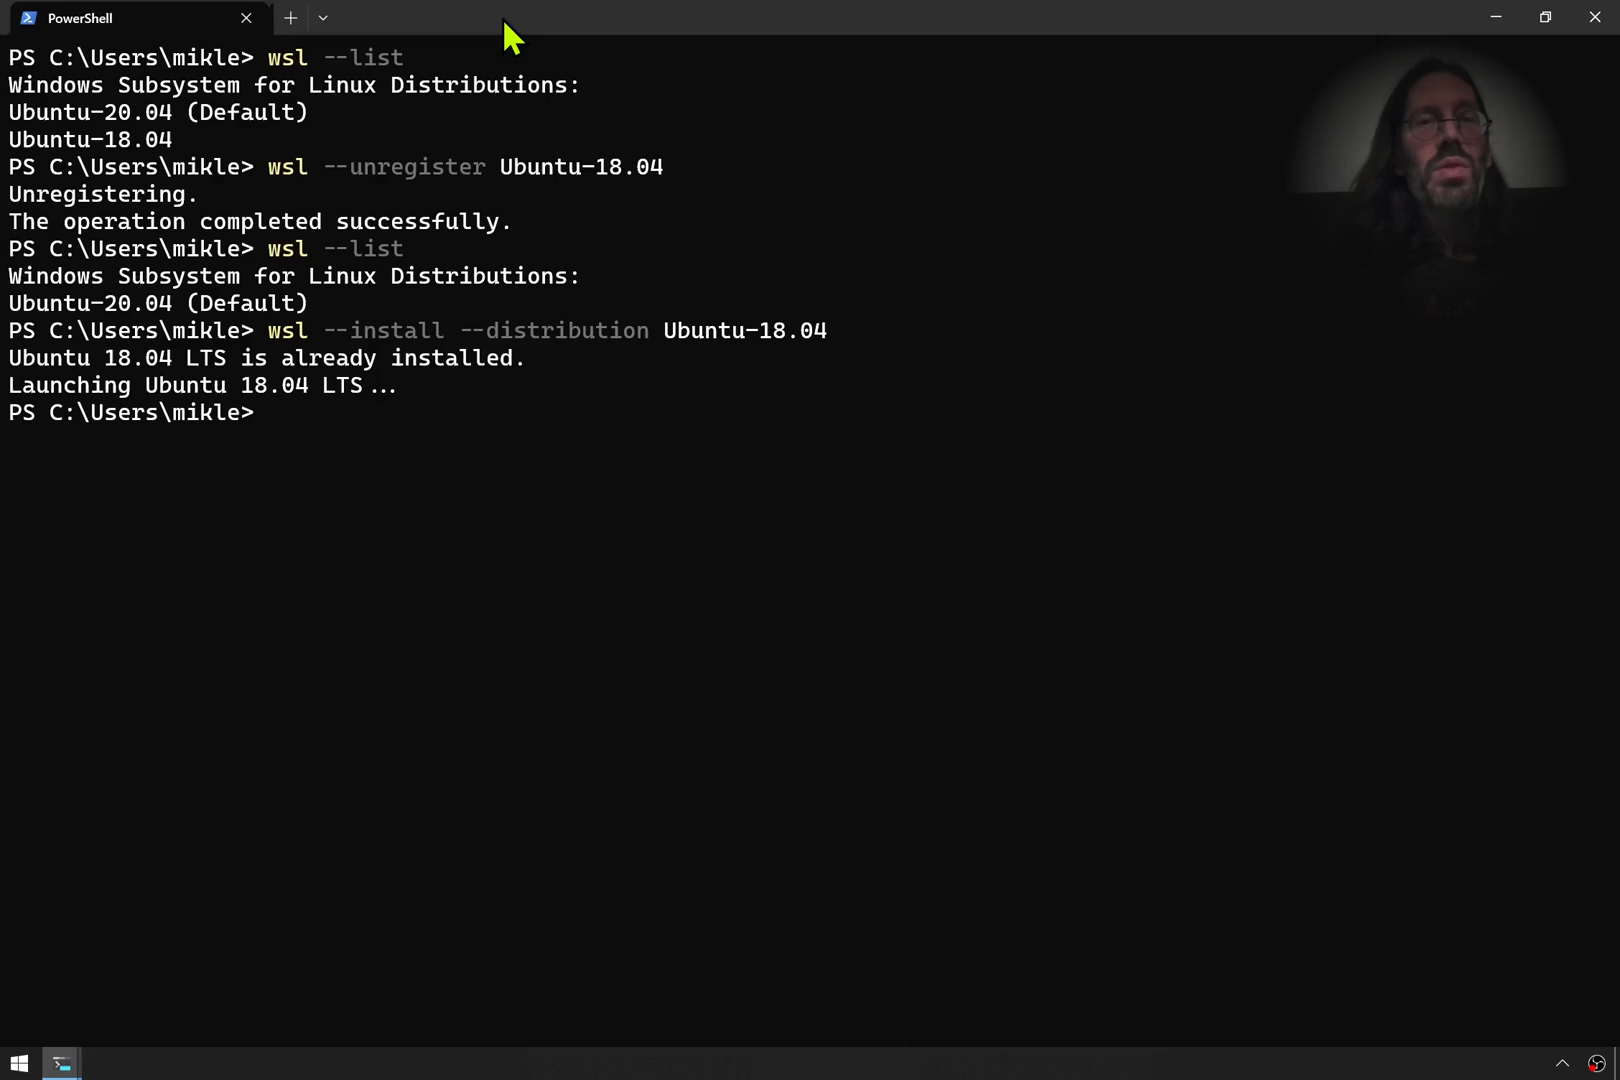 PowerShell
PS C:\Users\mikle> wsl --list
Windows Subsystem for Linux Distributions:
Ubuntu-20.04 (Default)
Ubuntu-18.04
PS C:\Users\mikle> wsl --unregister Ubuntu-18.04
Unregistering.
The operation completed successfully.
PS C:\Users\mikle> wsl --list
Windows Subsystem for Linux Distributions:
Ubuntu-20.04 (Default)
PS C:\Users\mikle> wsl --install --distribution Ubuntu-18.04
Ubuntu 18.04 LTS is already installed.
Launching Ubuntu 18.04 LTS...
PS C:\Users\mikle>